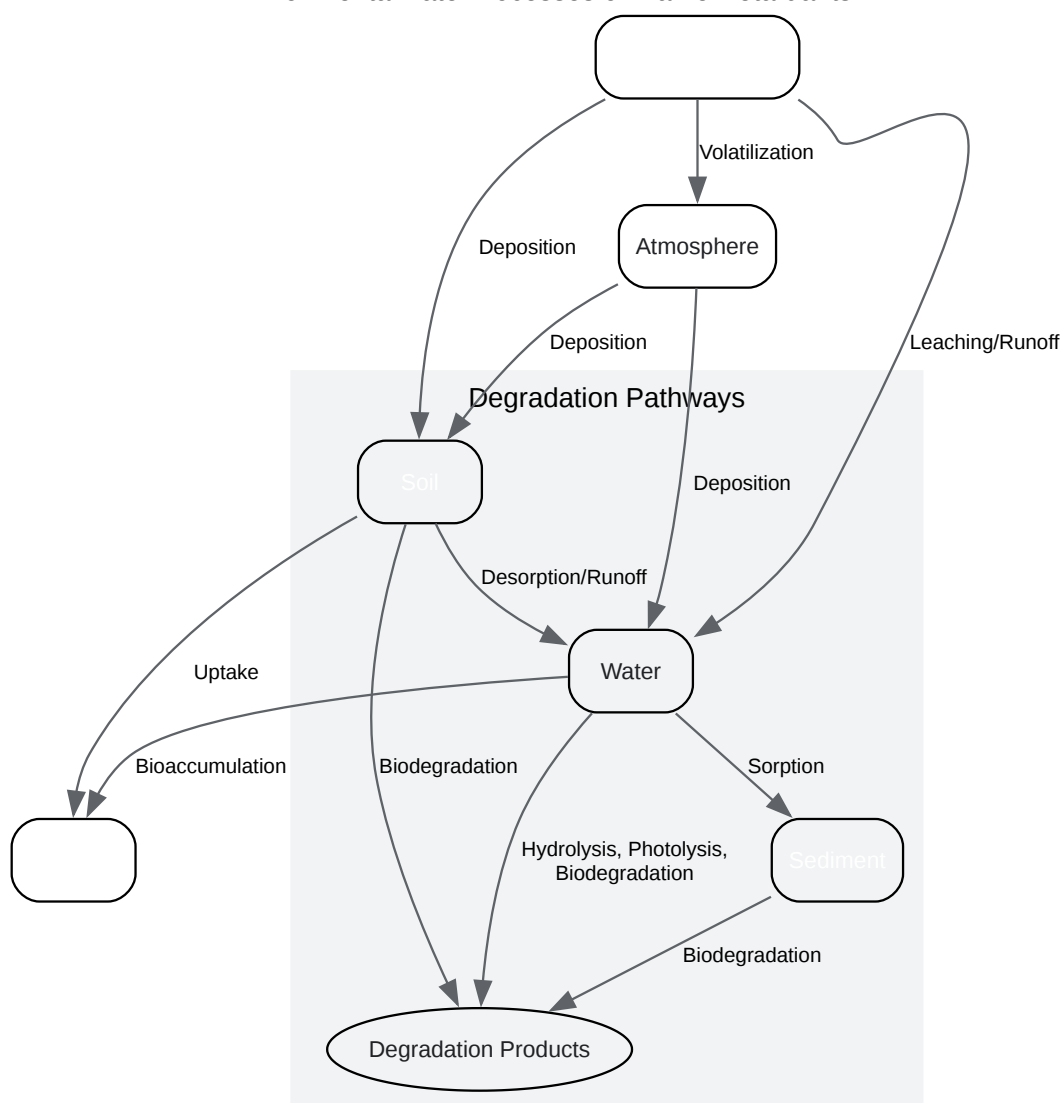 Volatilization
Atmosphere
Deposition
Deposition
Leaching/Runoff
Degradation Pathways
Soil
Deposition
Desorption/Runoff
Water
Uptake
Bioaccumulation
Biodegradation
Sorption
Hydrolysis, Photolysis,
Biodegradation
Sediment
Biodegradation
Degradation Products